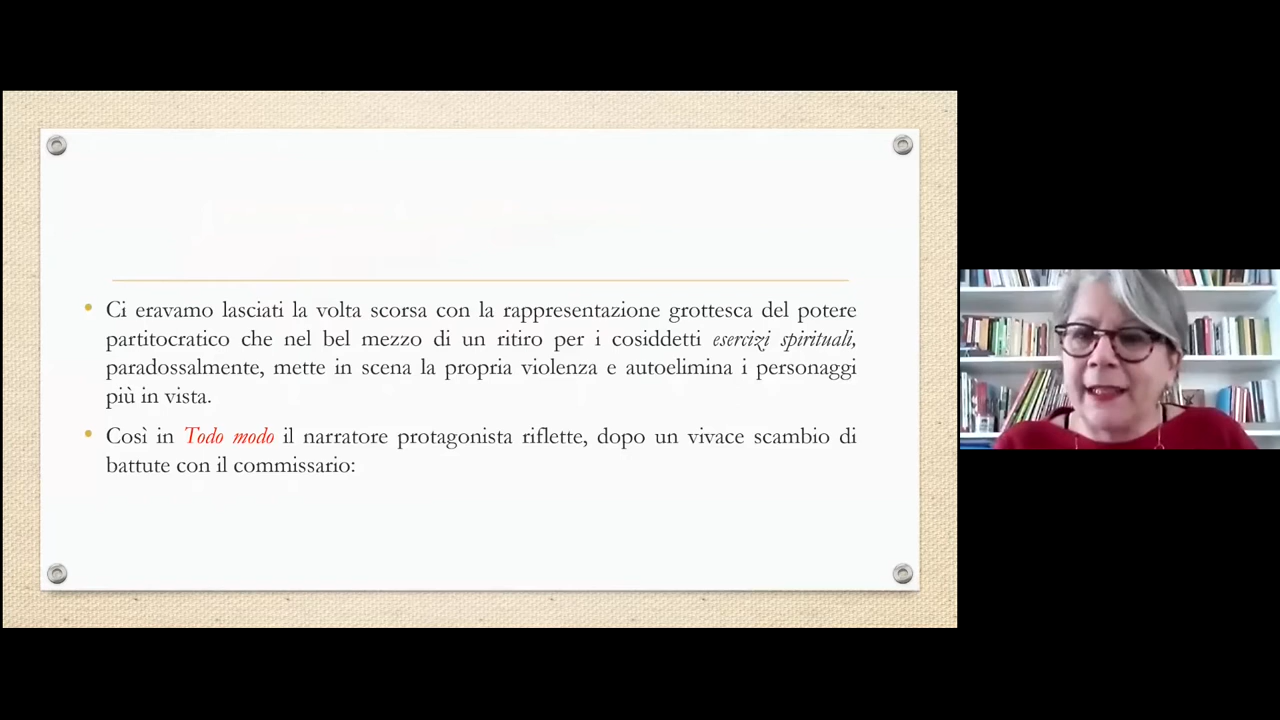 • Ci eravamo lasciati la volta scorsa con la rappresentazione grottesca del potere
partitocratico che nel bel mezzo di un ritiro per i cosiddetti esercizi spirituali,
paradossalmente, mette in scena la propria violenza e autoelimina i personaggi
più in vista.
• Così in Todo modo il narratore protagonista riflette, dopo un vivace scambio di
battute con il commissario: